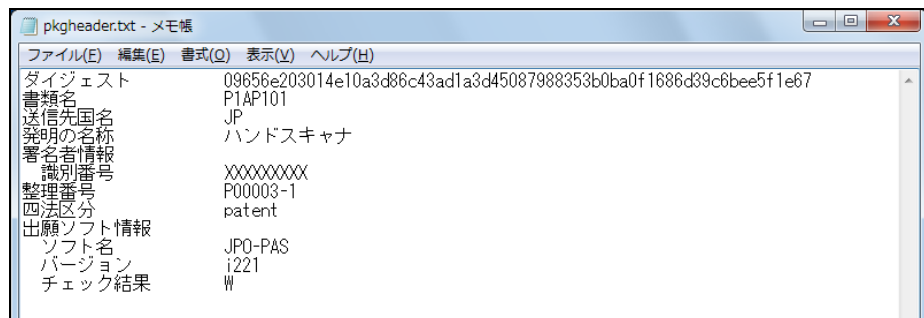 pkgheader.txt - メモ帳
ファイル(F) 編集(E) 書式(O) 表示(V) ヘルプ(H)
ダイジェスト 09656e203014e10a3d86c43ad1a3d45087988353b0ba0f1686d39c6bee5f1e67
書類名 P1AP101
送信先国名 JP
発明の名称 ハンドスキャナ
署名者情報
識別番号 XXXXXXXXX
整理番号 P00003-1
四法区分 patent
出願ソフト情報
ソフト名 JPO-PAS
バージョン i221
チェック結果 W